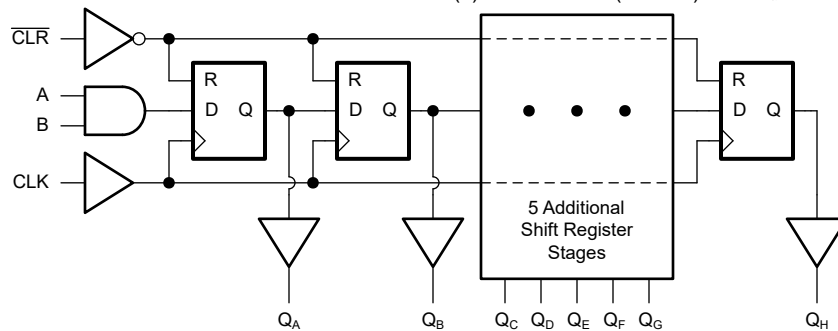 CLR
R
R
R
A
D
Q
D
Q
D
Q
B
CLK
5 Additional
Shift Register
Stages
QA
QB
QC
QD
QE
QF
QG
QH